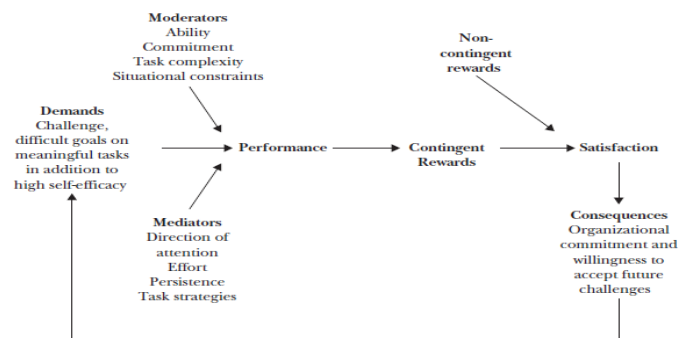 Moderators
Ability
Commitment
Task complexity
Situational constraints
Non-
contingent
rewards
Demands
Challenge,
difficult goals on
meaningful tasks
in addition to
high self-efficacy
Performance
Contingent
Rewards
Satisfaction
Mediators
Direction of
attention
Effort
Persistence
Task strategies
Consequences
Organizational
commitment and
willingness to
accept future
challenges